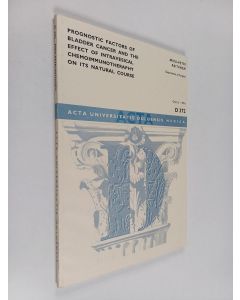 PROGNOSTIC FACTORS OF
BLADDER CANCER AND THE
EFFECT OF INTRAVESICAL
CHEMOIMMUNOTHERAPHY
ON ITS NATURAL COURSE
D 372
ACTA UNIVERSITATIS OULUENSIS MEDICA